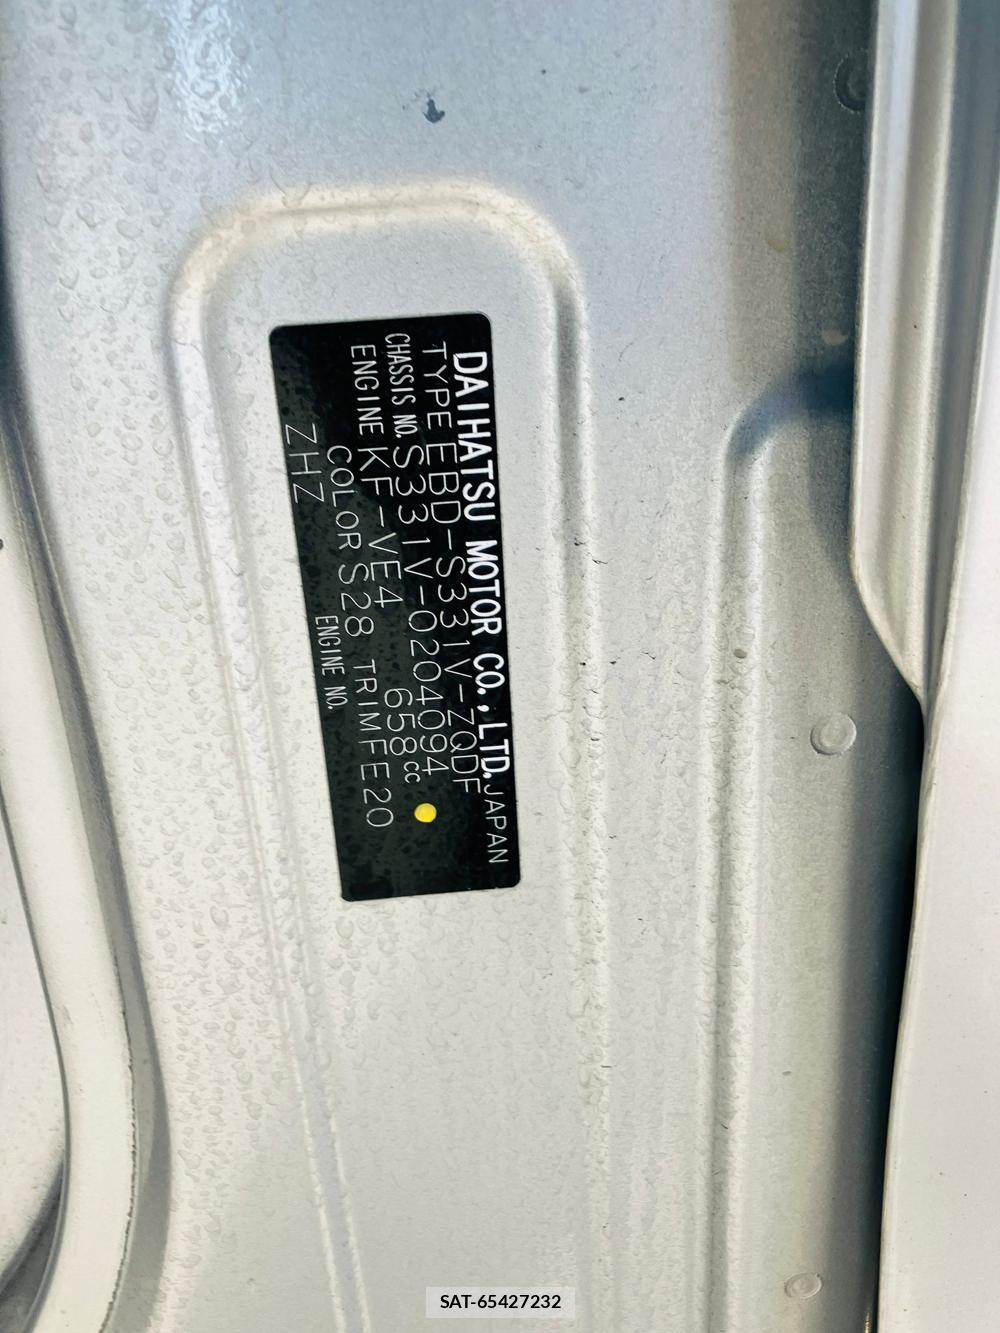 DAIHATSU MOTOR CO., LTD. JAPAN
TYPE EBD-S331V-ZQDF
CHASSIS NO. S331V-0204094
ENGINE KF-VE4 658cc
COLOR S28 TRIM FE20
ZHZ ENGINE NO.
SAT-65427232